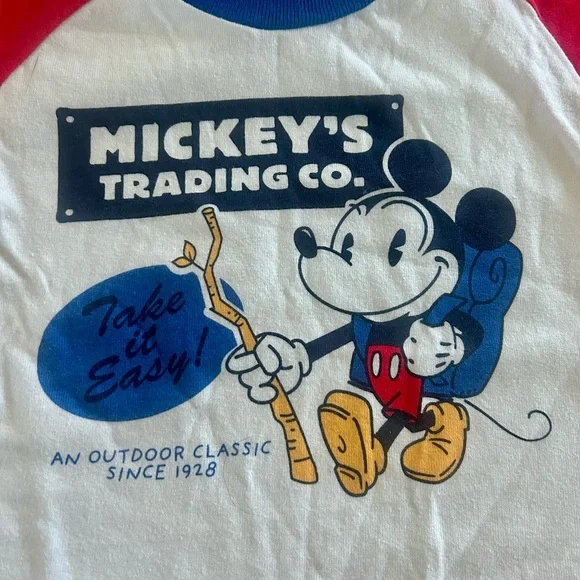 MICKEY'S
TRADING CO.
Take
it
Easy!
AN OUTDOOR CLASSIC
SINCE 1928